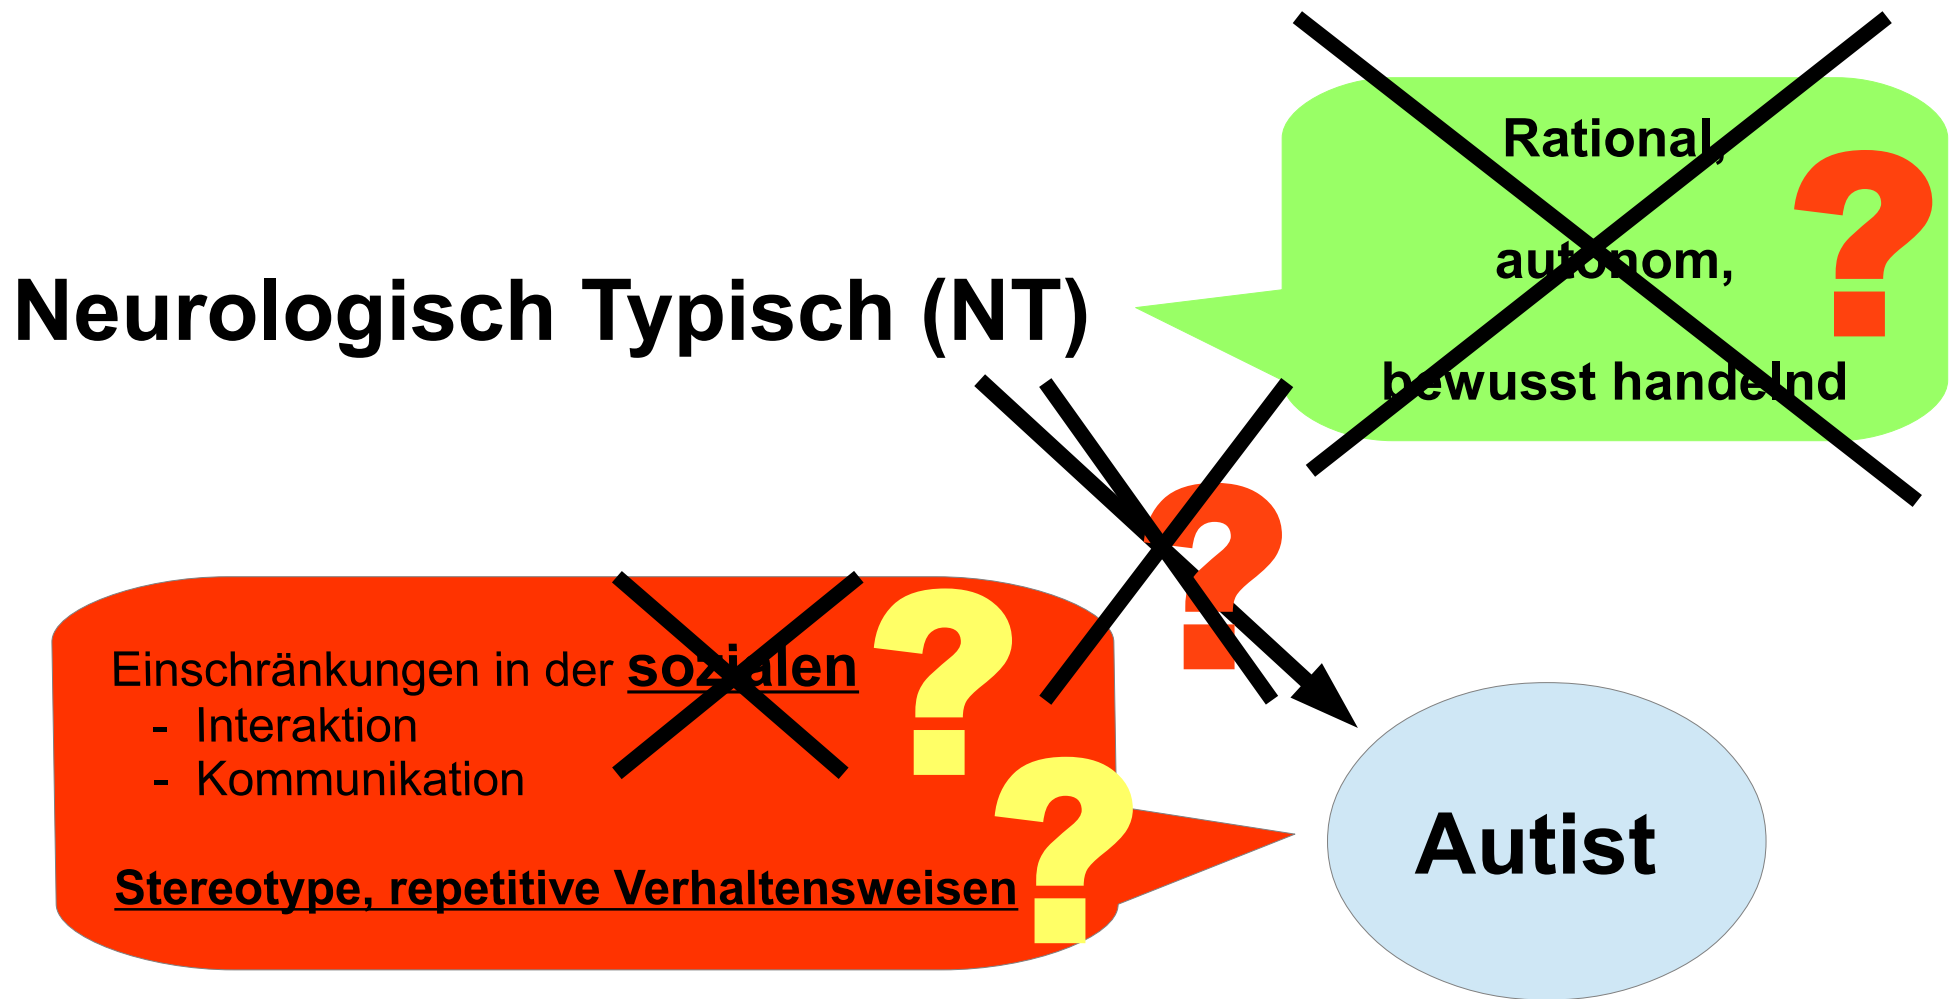 Rational,
autonom,
bewusst handelnd
?
Neurologisch Typisch (NT)
?
Einschränkungen in der sozialen
- Interaktion
- Kommunikation
?
Stereotype, repetitive Verhaltensweisen
?
Autist